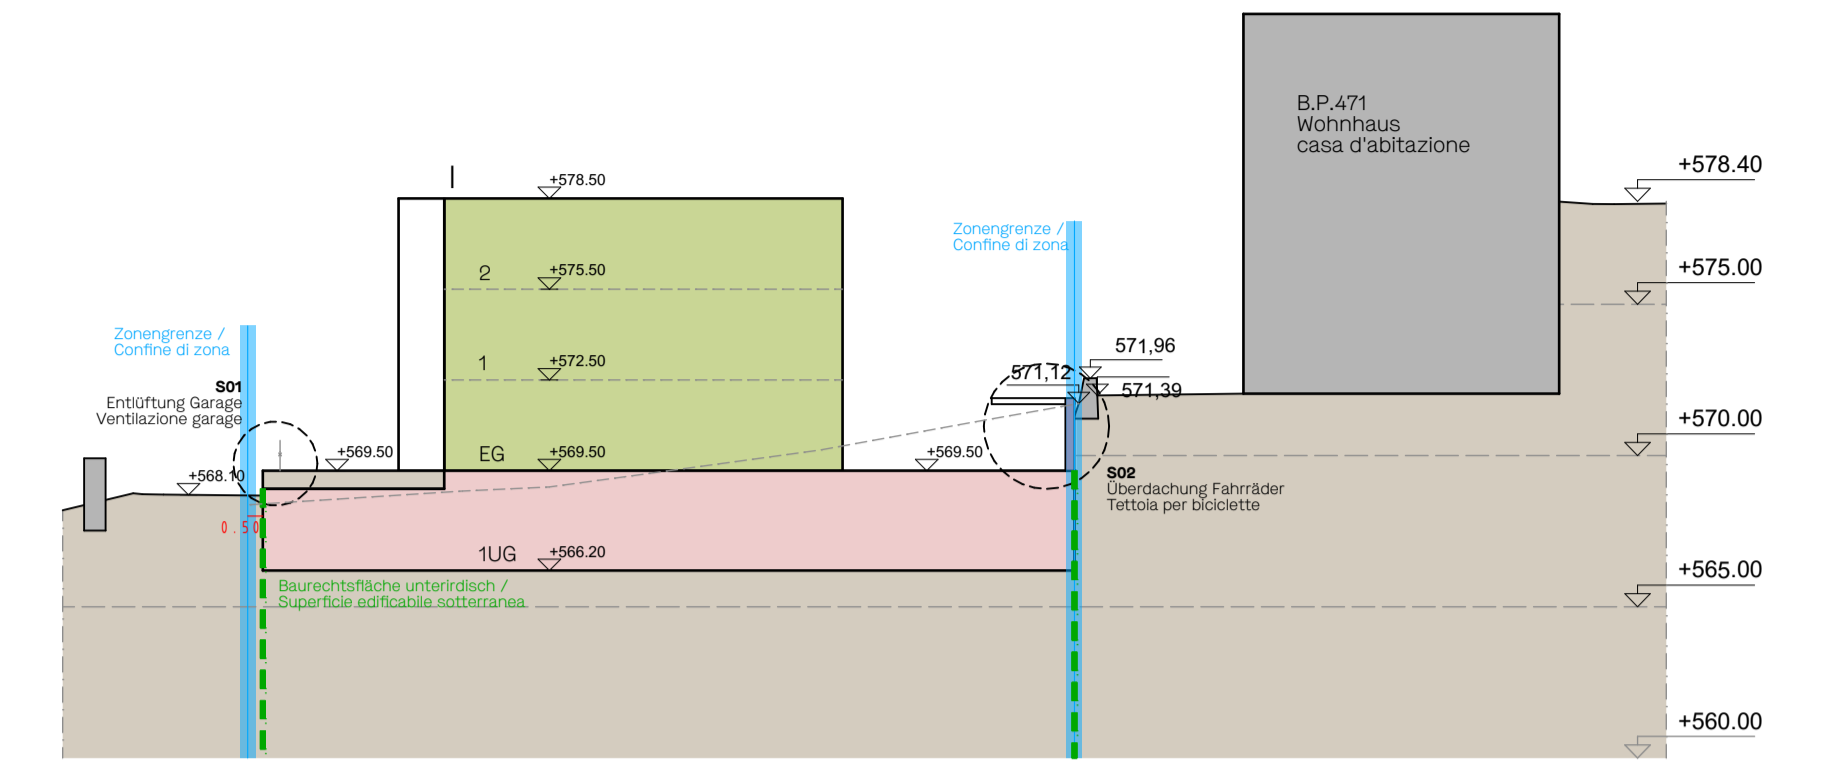 B.P.471
Wohnhaus
casa d'abitazione
+578.40
I
+578.50
Zonengrenze /
Confine di zona
2
+575.50
+575.00
Zonengrenze /
Confine di zona
1
+572.50
571,96
571,12
571,39
S01
Entlüftung Garage
Ventilazione garage
+570.00
+569.50
EG
+569.50
+569.50
+568.10
S02
Überdachung Fahrräder
Tettoia per biciclette
0.50
1UG
+566.20
+565.00
Baurechtsfläche unterirdisch /
Superficie edificabile sotterranea
+560.00